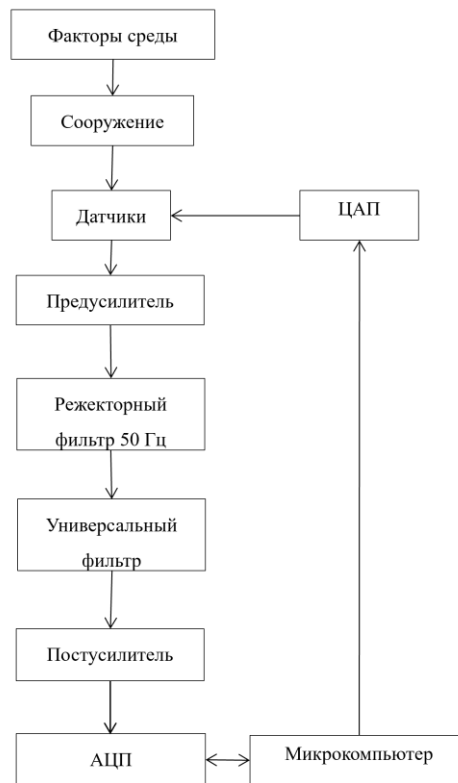 Факторы среды
Сооружение
Датчики
ЦАП
Предусилитель
Режекторный
фильтр 50 Гц
Универсальный
фильтр
Постусилитель
АЦП
Микрокомпьютер